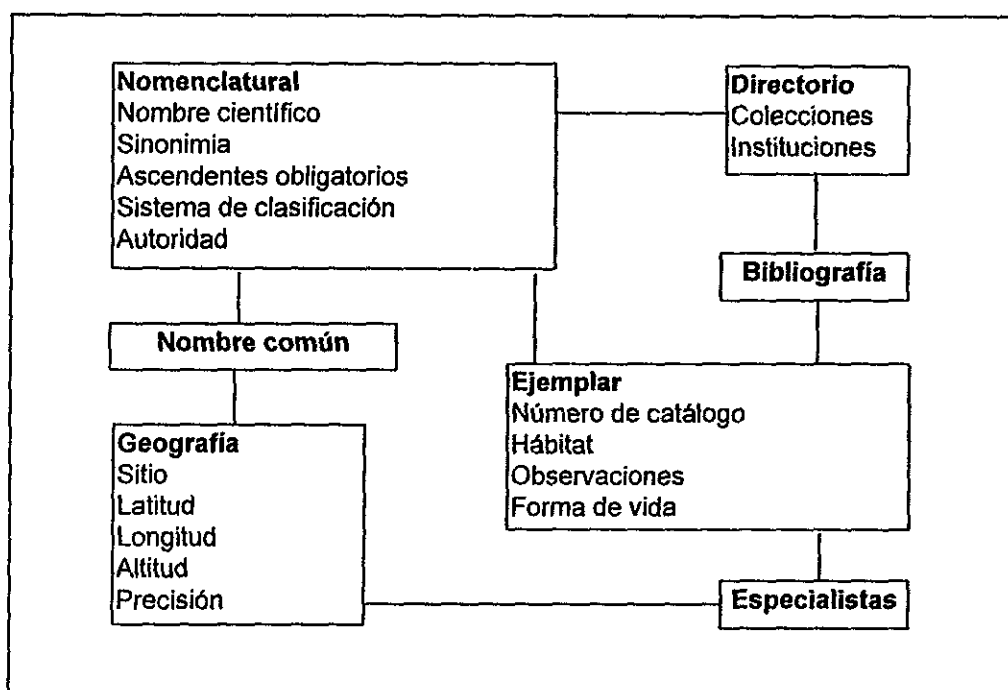 Nomenclatural
Nombre científico
Sinonimia
Ascendentes obligatorios
Sistema de clasificación
Autoridad
Directorio
Colecciones
Instituciones
Bibliografía
Nombre común
Ejemplar
Número de catálogo
Hábitat
Observaciones
Forma de vida
Geografía
Sitio
Latitud
Longitud
Altitud
Precisión
Especialistas